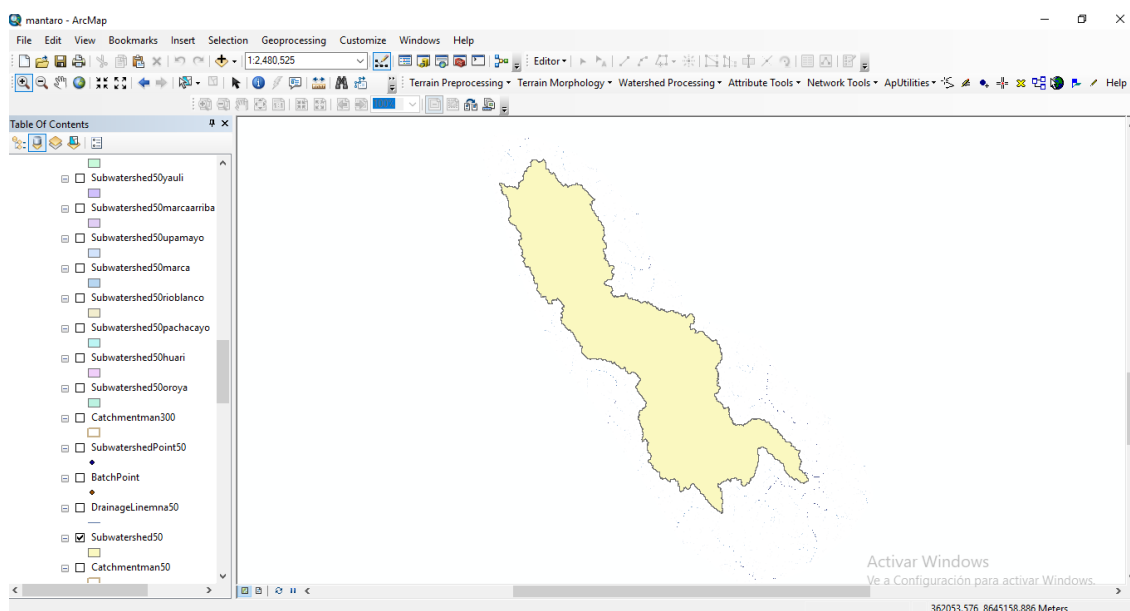 mantaro - ArcMap
File Edit View Bookmarks Insert Selection Geoprocessing Customize Windows Help
1:2,480,525 Editor
Terrain Preprocessing Terrain Morphology Watershed Processing Attribute Tools Network Tools ApUtilities Help
Table Of Contents
Subwatershed50yauli
Subwatershed50marcaarriba
Subwatershed50upamayo
Subwatershed50marca
Subwatershed50rioblanco
Subwatershed50pachacayo
Subwatershed50huari
Subwatershed50oroya
Catchmentman300
SubwatershedPoint50
BatchPoint
DrainageLinemna50
Subwatershed50
Catchmentman50
Activar Windows
Ve a Configuración para activar Windows.
362053.576 8645158.886 Meters